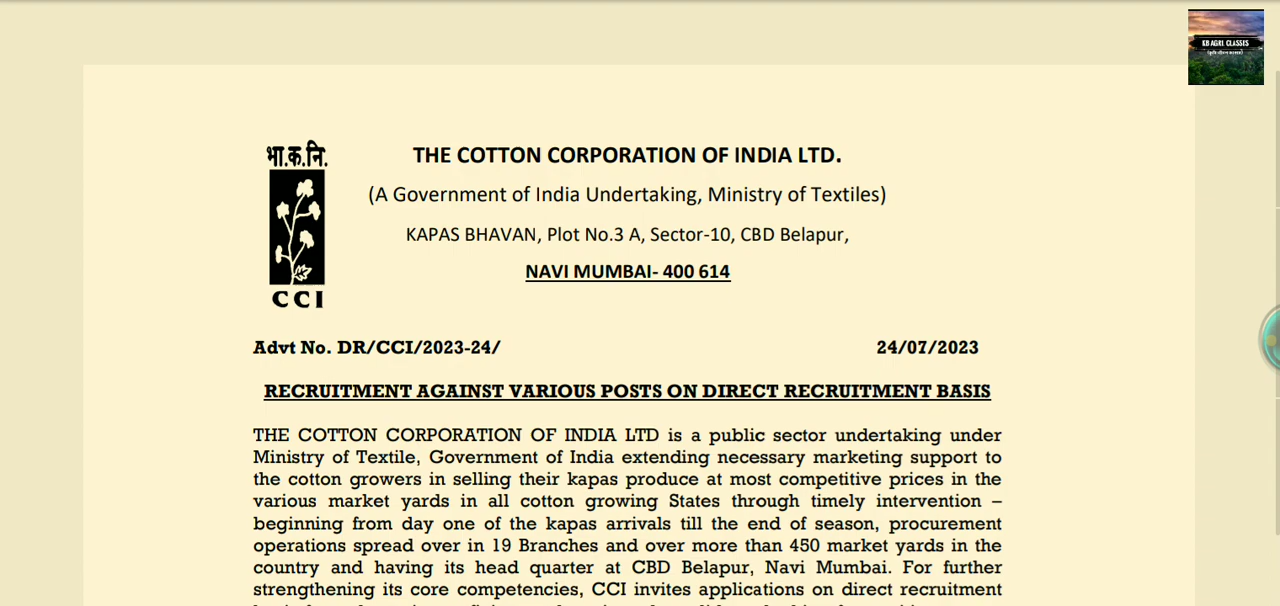 KB AGRI CLASSES
भा.क.नि.
CCI
THE COTTON CORPORATION OF INDIA LTD.
(A Government of India Undertaking, Ministry of Textiles)
KAPAS BHAVAN, Plot No.3 A, Sector-10, CBD Belapur,
NAVI MUMBAI- 400 614
Advt No. DR/CCI/2023-24/ 24/07/2023
RECRUITMENT AGAINST VARIOUS POSTS ON DIRECT RECRUITMENT BASIS
THE COTTON CORPORATION OF INDIA LTD is a public sector undertaking under
Ministry of Textile, Government of India extending necessary marketing support to
the cotton growers in selling their kapas produce at most competitive prices in the
various market yards in all cotton growing States through timely intervention –
beginning from day one of the kapas arrivals till the end of season, procurement
operations spread over in 19 Branches and over more than 450 market yards in the
country and having its head quarter at CBD Belapur, Navi Mumbai. For further
strengthening its core competencies, CCI invites applications on direct recruitment